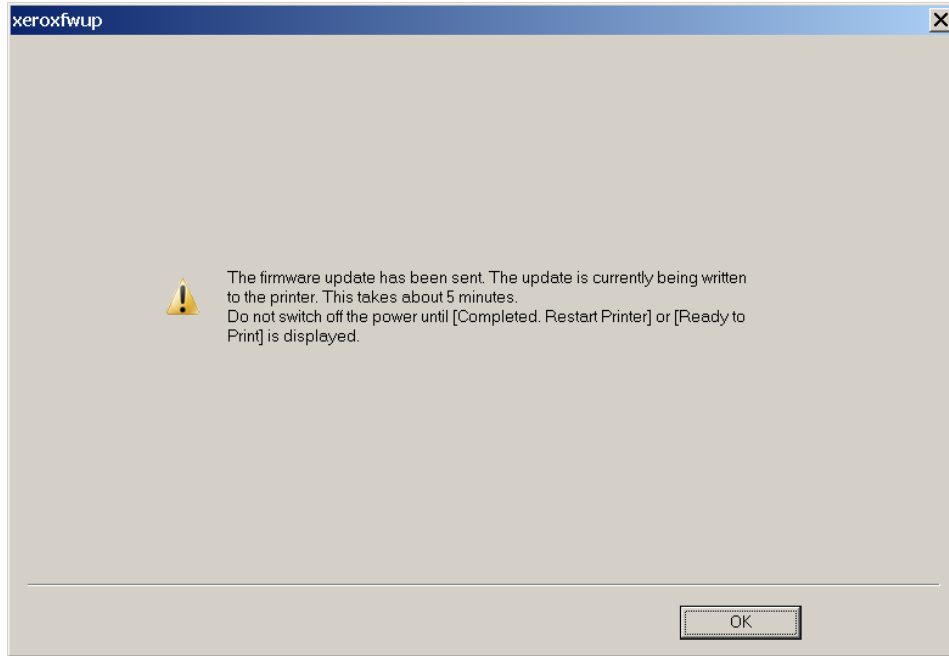 xeroxfwup
The firmware update has been sent. The update is currently being written
to the printer. This takes about 5 minutes.
Do not switch off the power until [Completed. Restart Printer] or [Ready to
Print] is displayed.
OK